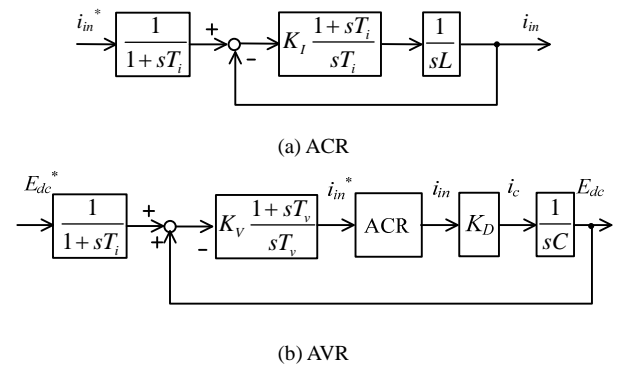 i_in* 1/(1+sT_i) + - K_I (1+sT_i)/(sT_i) 1/(sL) i_in
(a) ACR
E_dc* 1/(1+sT_i) + + - K_V (1+sT_v)/(sT_v) i_in* ACR i_in K_D i_c 1/(sC) E_dc
(b) AVR